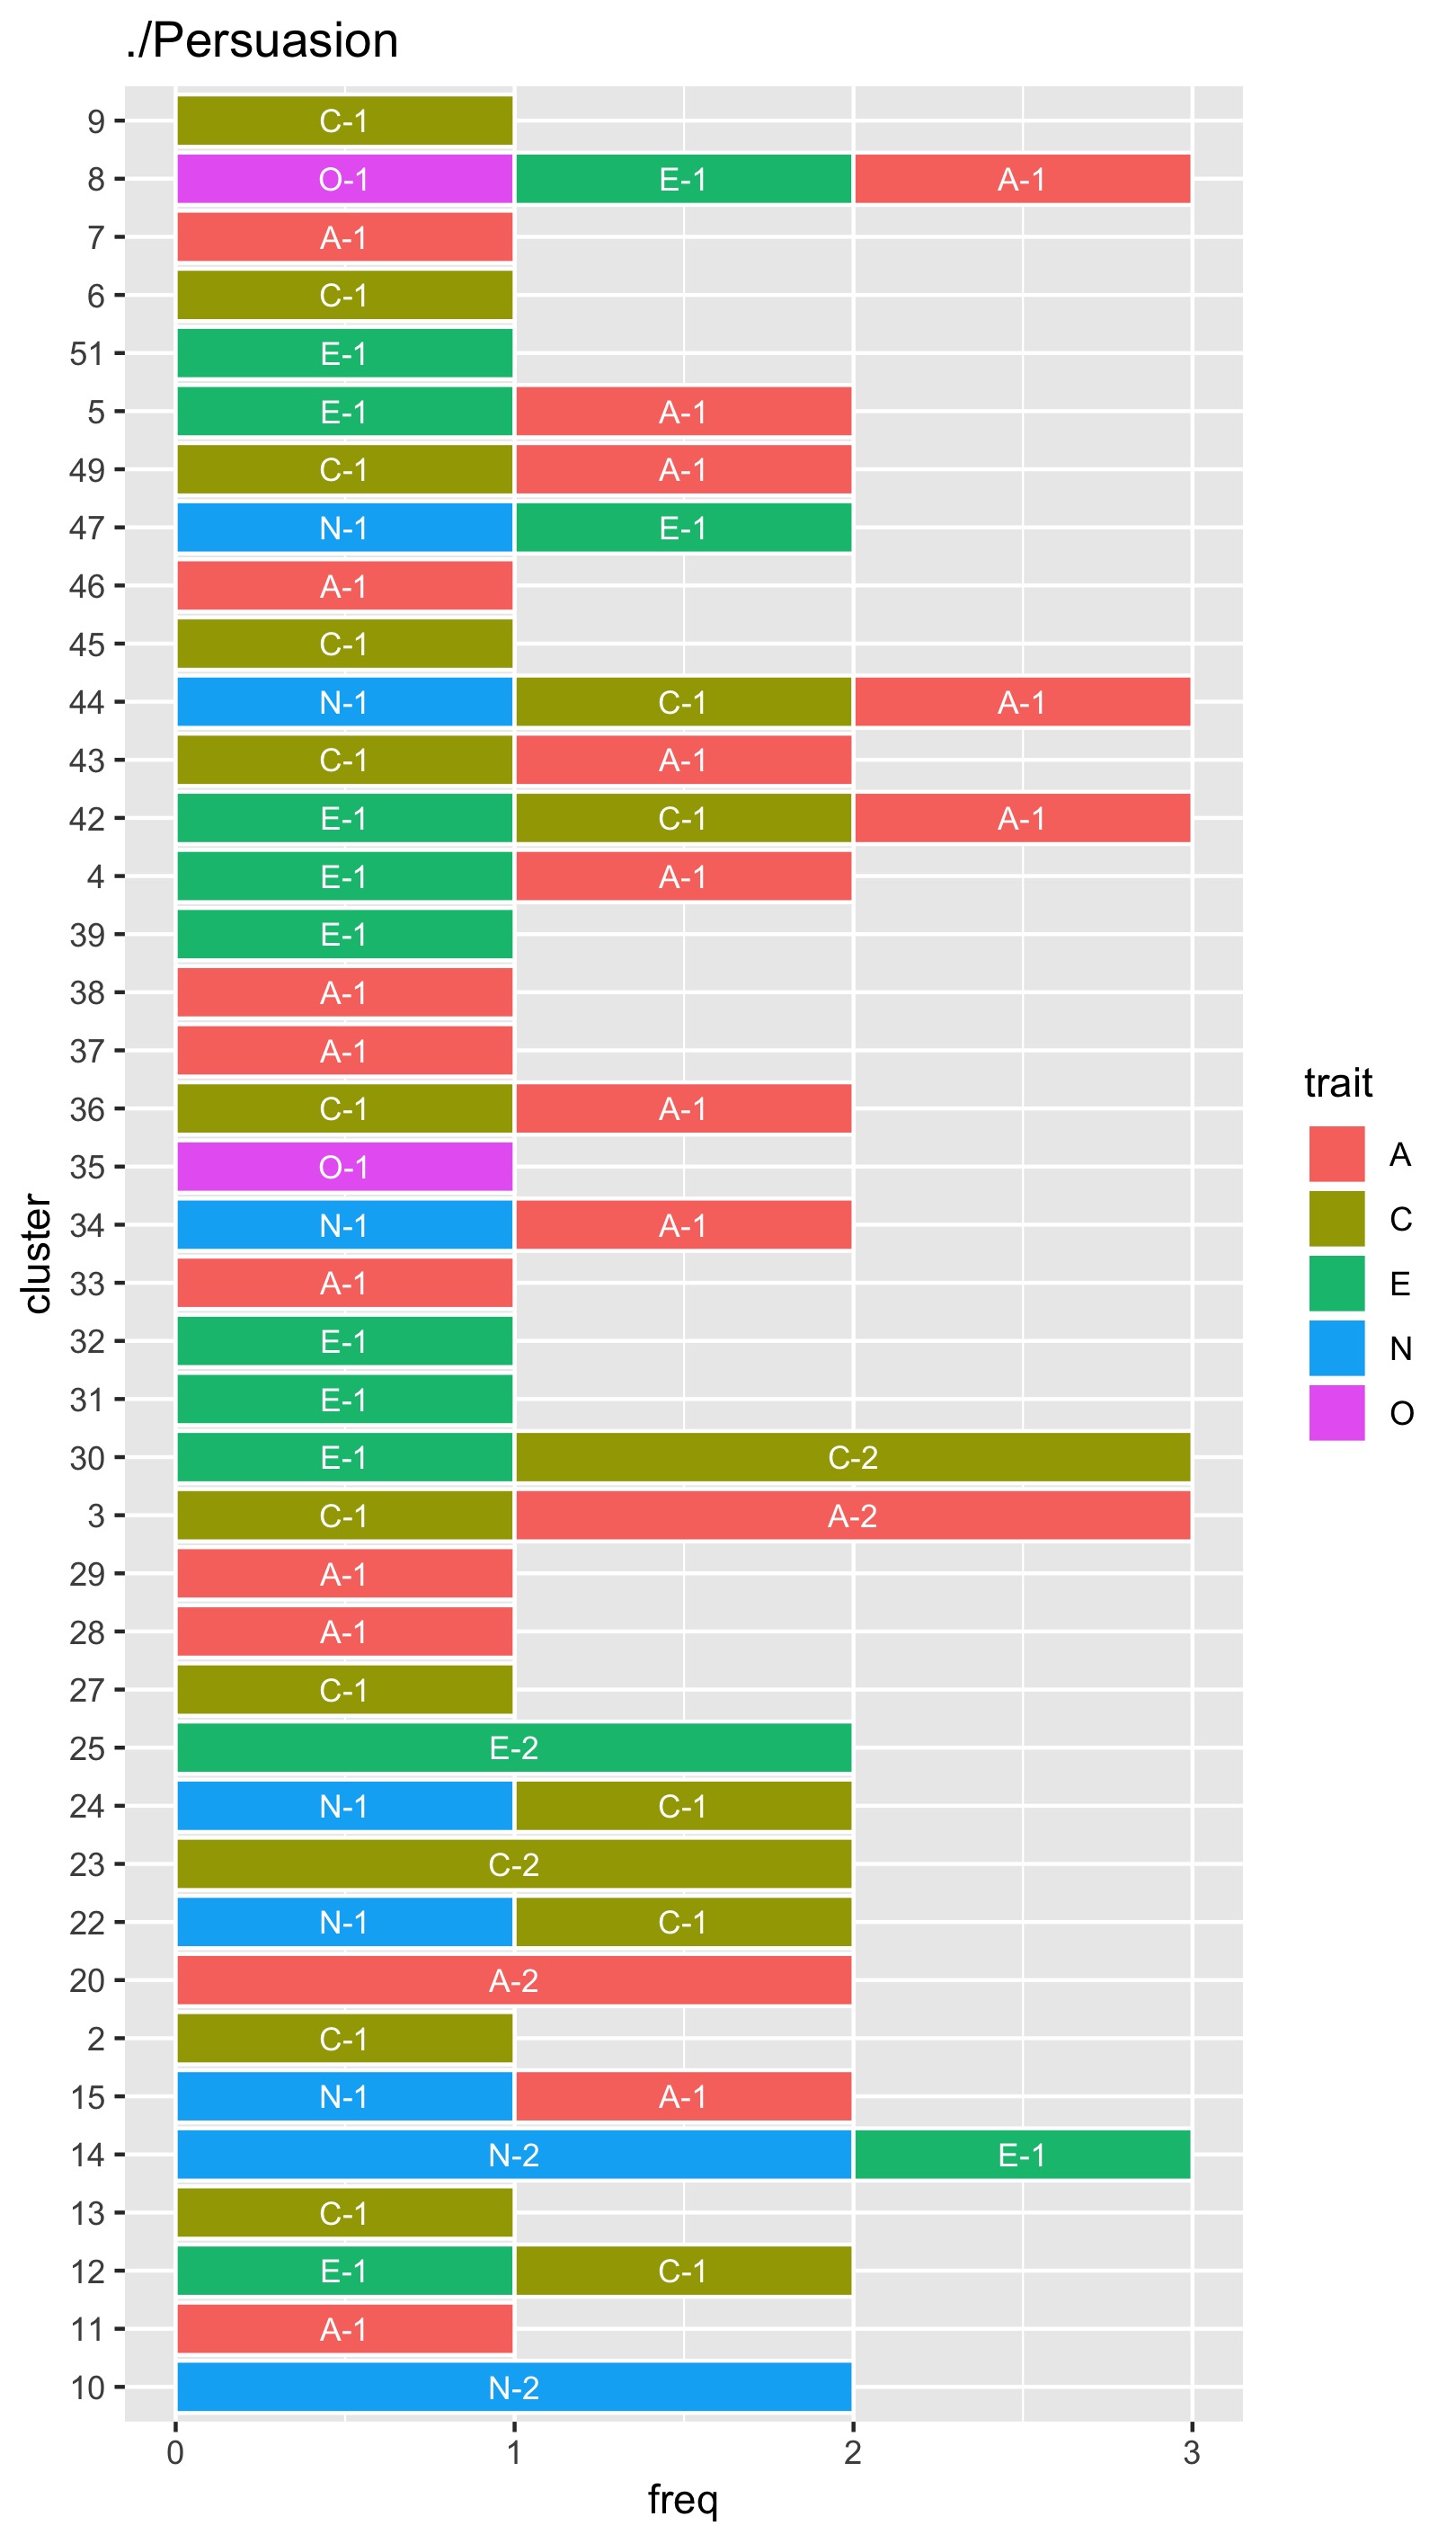 ./Persuasion
9 C-1
8 O-1 E-1 A-1
7 A-1
6 C-1
51 E-1
5 E-1 A-1
49 C-1 A-1
47 N-1 E-1
46 A-1
45 C-1
44 N-1 C-1 A-1
43 C-1 A-1
42 E-1 C-1 A-1
4 E-1 A-1
39 E-1
38 A-1
37 A-1
36 C-1 A-1
35 O-1
34 N-1 A-1
33 A-1
32 E-1
31 E-1
30 E-1 C-2
3 C-1 A-2
29 A-1
28 A-1
27 C-1
25 E-2
24 N-1 C-1
23 C-2
22 N-1 C-1
20 A-2
2 C-1
15 N-1 A-1
14 N-2 E-1
13 C-1
12 E-1 C-1
11 A-1
10 N-2
0 1 2 3
freq
cluster
trait
A
C
E
N
O